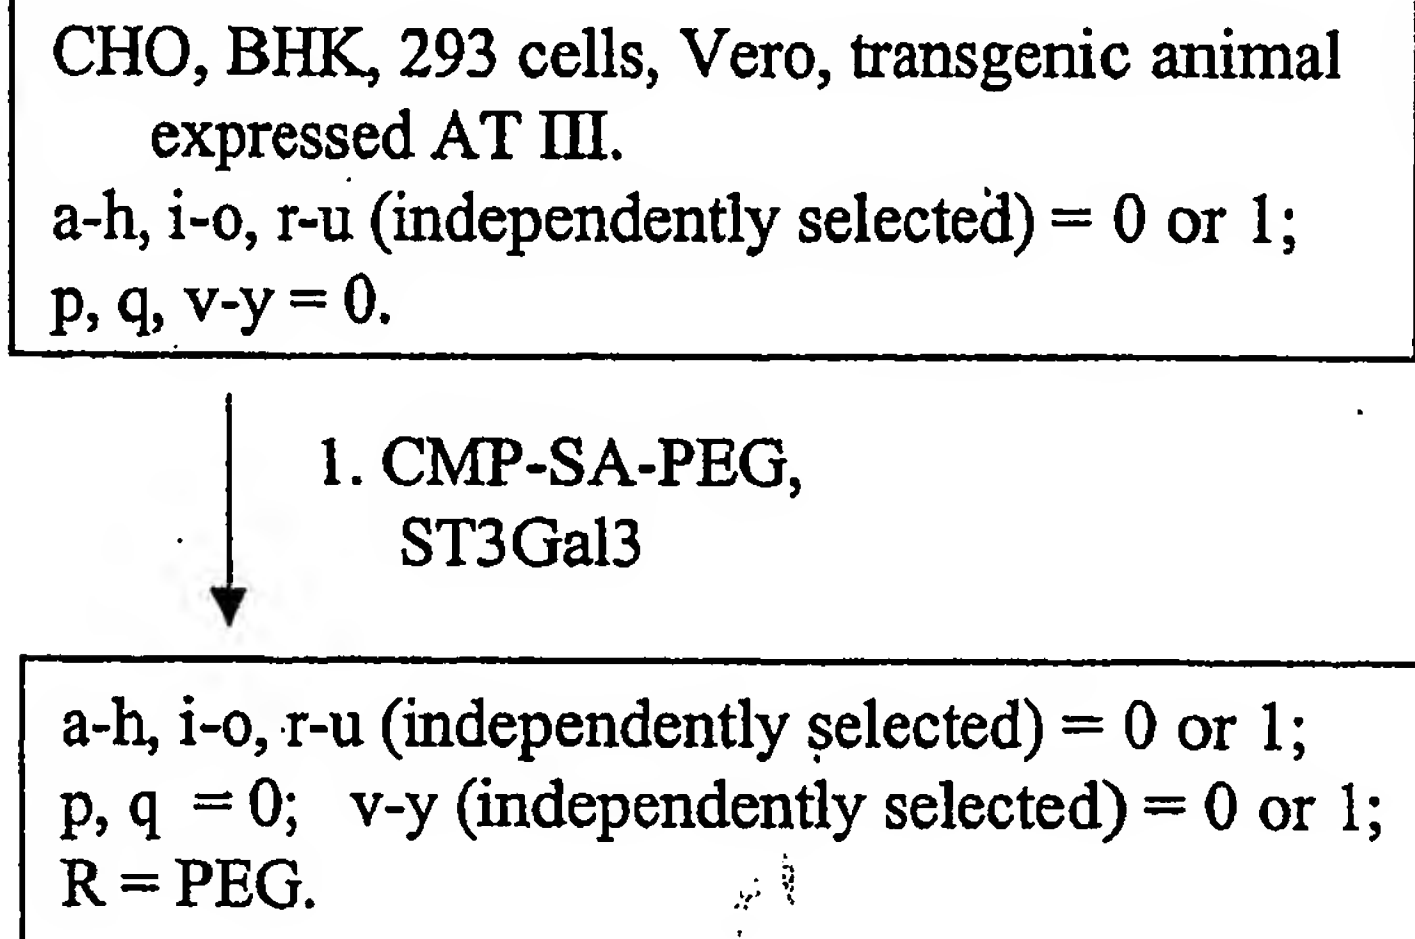 CHO, BHK, 293 cells, Vero, transgenic animal
expressed AT III.
a-h, i-o, r-u (independently selected) = 0 or 1;
p, q, v-y = 0.
1. CMP-SA-PEG,
ST3Gal3
a-h, i-o, r-u (independently selected) = 0 or 1;
p, q = 0; v-y (independently selected) = 0 or 1;
R = PEG.